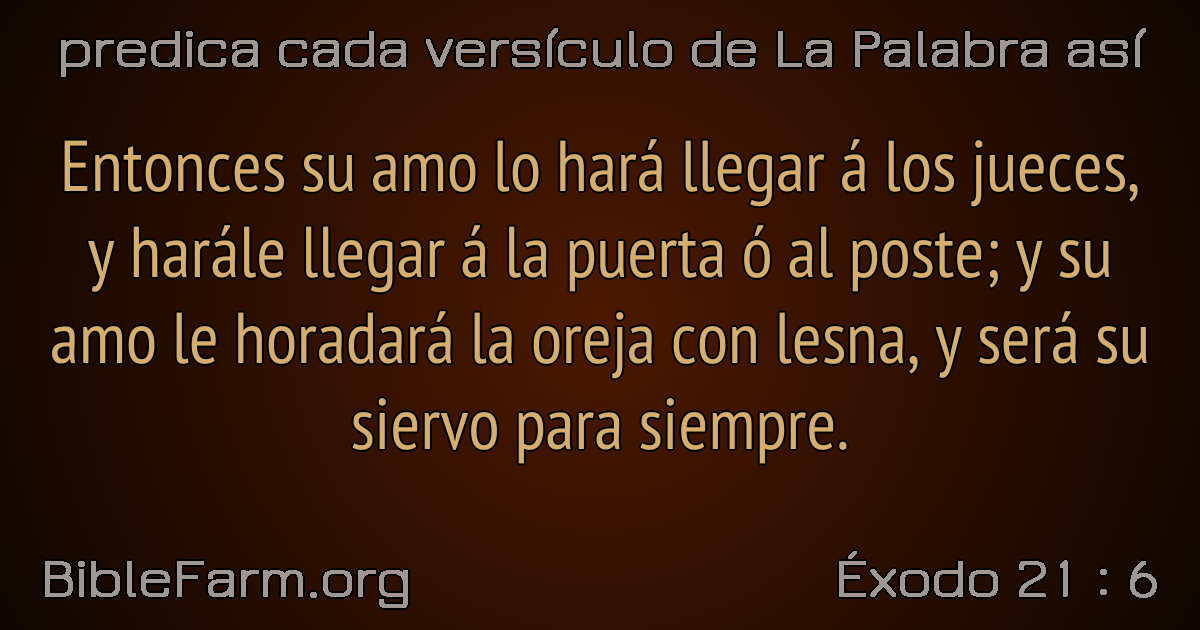 predica cada versículo de La Palabra así
Entonces su amo lo hará llegar á los jueces,
y harále llegar á la puerta ó al poste; y su
amo le horadará la oreja con lesna, y será su
siervo para siempre.
BibleFarm.org
Éxodo 21 : 6